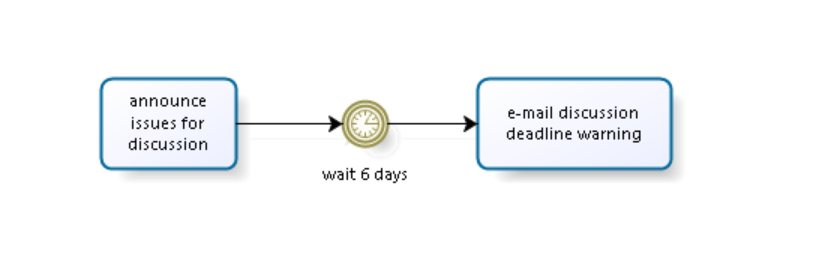 announce
issues for
discussion
wait 6 days
e-mail discussion
deadline warning